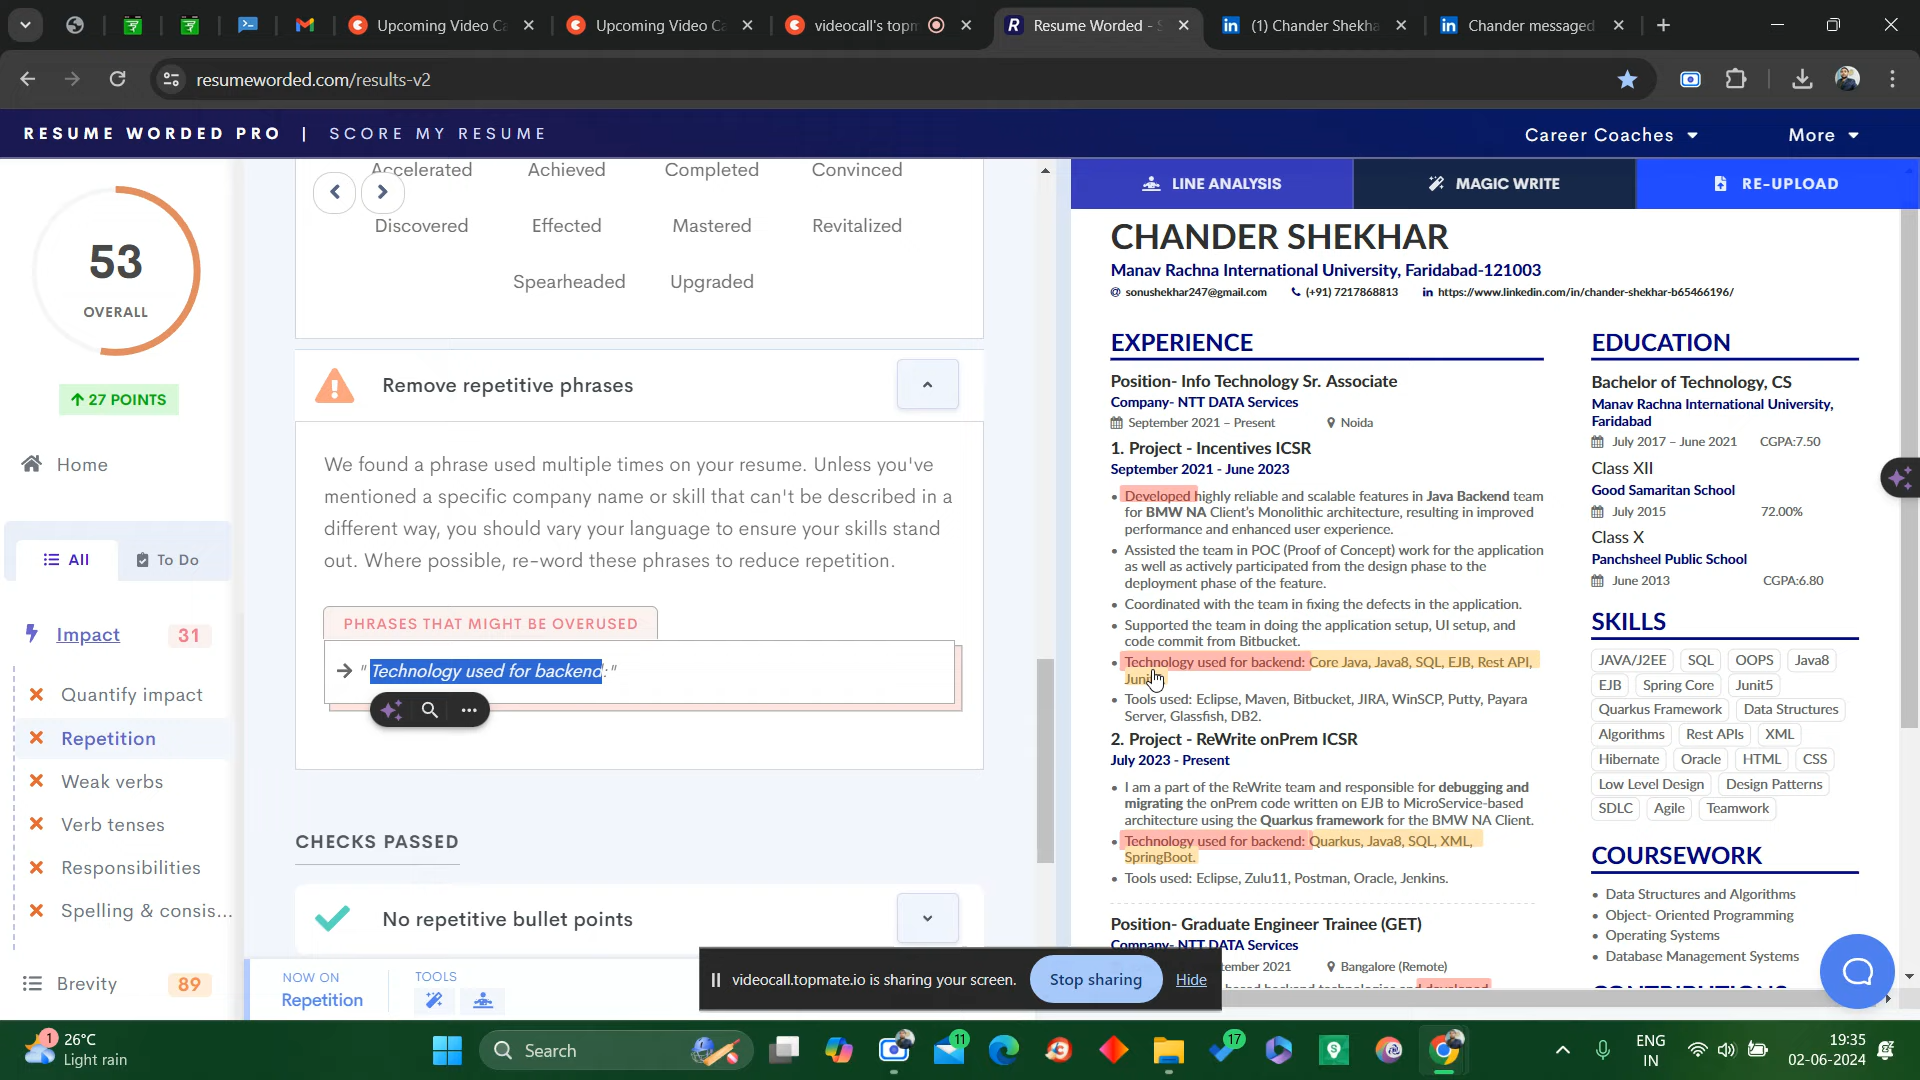 Upcoming Video Ca
Upcoming Video Ca
videocall's topm
Resume Worded - S
(1) Chander Shekha
Chander messaged
resumeworded.com/results-v2
RESUME WORDED PRO | SCORE MY RESUME
Career Coaches
More
53
OVERALL
27 POINTS
Home
All
To Do
Impact
31
Quantify impact
Repetition
Weak verbs
Verb tenses
Responsibilities
Spelling & consis...
Brevity
89
Accelerated
Achieved
Completed
Convinced
Discovered
Effected
Mastered
Revitalized
Spearheaded
Upgraded
Remove repetitive phrases
We found a phrase used multiple times on your resume. Unless you've
mentioned a specific company name or skill that can't be described in a
different way, you should vary your language to ensure your skills stand
out. Where possible, re-word these phrases to reduce repetition.
PHRASES THAT MIGHT BE OVERUSED
" Technology used for backend:"
CHECKS PASSED
No repetitive bullet points
NOW ON
Repetition
TOOLS
LINE ANALYSIS
MAGIC WRITE
RE-UPLOAD
CHANDER SHEKHAR
Manav Rachna International University, Faridabad-121003
sonushekhar247@gmail.com
(+91) 7217868813
https://www.linkedin.com/in/chander-shekhar-b65466196/
EXPERIENCE
Position- Info Technology Sr. Associate
Company- NTT DATA Services
September 2021 – Present
Noida
1. Project - Incentives ICSR
September 2021 - June 2023
• Developed highly reliable and scalable features in Java Backend team
for BMW NA Client's Monolithic architecture, resulting in improved
performance and enhanced user experience.
• Assisted the team in POC (Proof of Concept) work for the application
as well as actively participated from the design phase to the
deployment phase of the feature.
• Coordinated with the team in fixing the defects in the application.
• Supported the team in doing the application setup, UI setup, and
code commit from Bitbucket.
• Technology used for backend: Core Java, Java8, SQL, EJB, Rest API,
• Tools used: Eclipse, Maven, Bitbucket, JIRA, WinSCP, Putty, Payara
Server, Glassfish, DB2.
2. Project - ReWrite onPrem ICSR
July 2023 - Present
• I am a part of the ReWrite team and responsible for debugging and
migrating the onPrem code written on EJB to MicroService-based
architecture using the Quarkus framework for the BMW NA Client.
• Technology used for backend: Quarkus, Java8, SQL, XML,
SpringBoot.
• Tools used: Eclipse, Zulu11, Postman, Oracle, Jenkins.
Position- Graduate Engineer Trainee (GET)
Company- NTT DATA Services
tember 2021
Bangalore (Remote)
EDUCATION
Bachelor of Technology, CS
Manav Rachna International University,
Faridabad
July 2017 – June 2021
CGPA:7.50
Class XII
Good Samaritan School
July 2015
72.00%
Class X
Panchsheel Public School
June 2013
CGPA:6.80
SKILLS
JAVA/J2EE
SQL
OOPS
Java8
EJB
Spring Core
Junit5
Quarkus Framework
Data Structures
Algorithms
Rest APIs
XML
Hibernate
Oracle
HTML
CSS
Low Level Design
Design Patterns
SDLC
Agile
Teamwork
COURSEWORK
• Data Structures and Algorithms
• Object- Oriented Programming
• Operating Systems
• Database Management Systems
videocall.topmate.io is sharing your screen.
Stop sharing
Hide
1
26°C
Light rain
Search
11
17
ENG
IN
19:35
02-06-2024